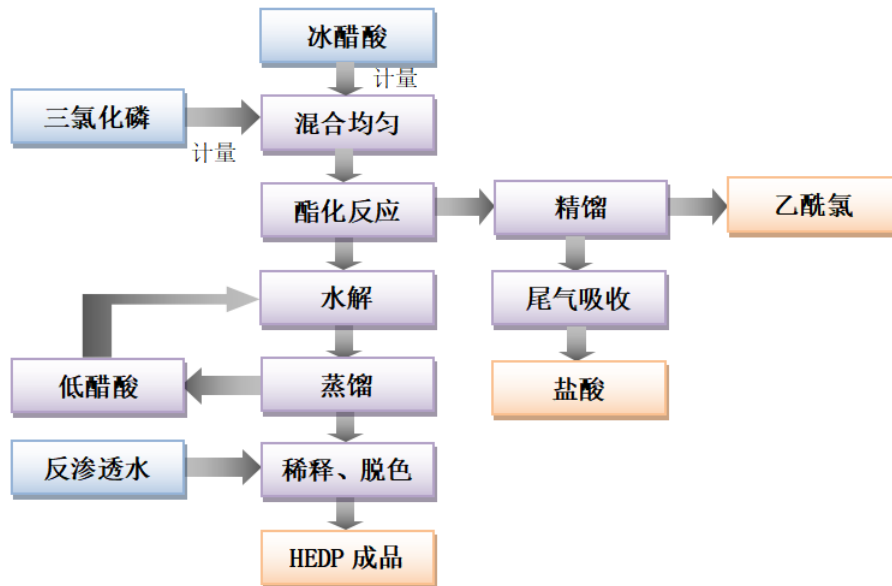 冰醋酸
计量
三氯化磷
混合均匀
计量
酯化反应
精馏
乙酰氯
水解
尾气吸收
低醋酸
蒸馏
盐酸
反渗透水
稀释、脱色
HEDP 成品